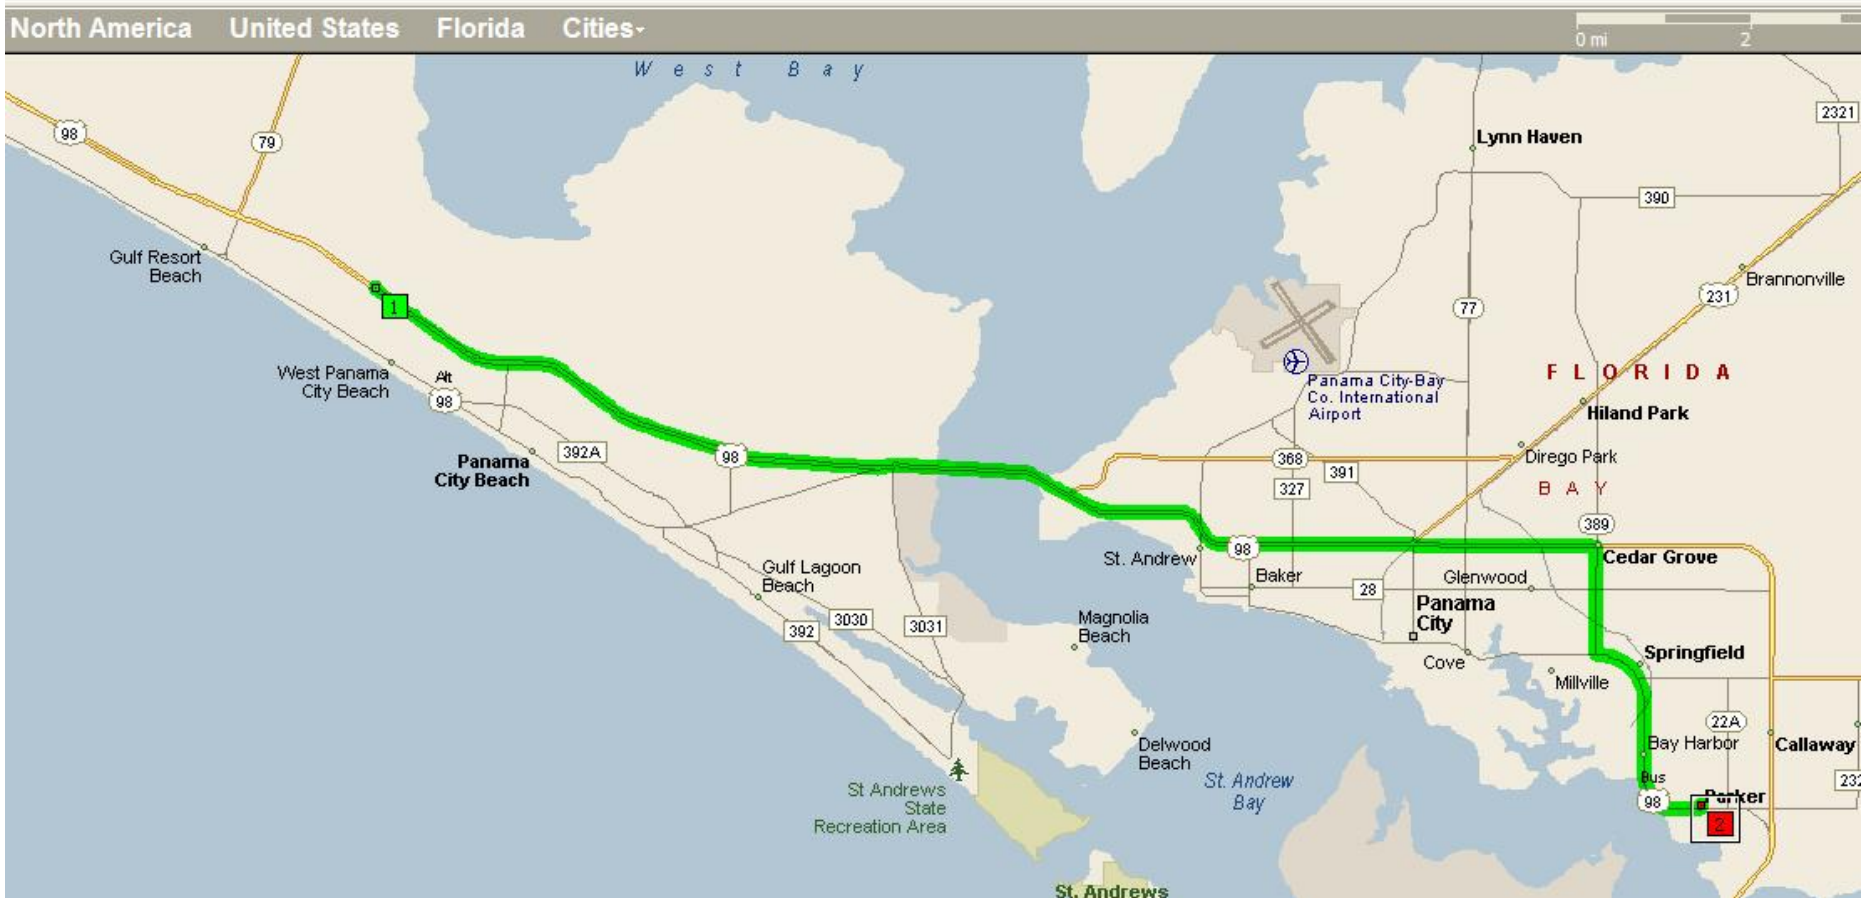 North America United States Florida Cities
0 mi 2
West Bay
98
79
2321
Lynn Haven
390
Gulf Resort
Beach
Brannonville
231
1
77
West Panama
City Beach
Alt
98
Panama City-Bay
Co. International
Airport
FLORIDA
Hiland Park
392A
Panama
City Beach
98
368
391
Dirego Park
327
BAY
389
St. Andrew
98
Cedar Grove
Gulf Lagoon
Beach
Baker
28
Glenwood
Panama
City
392
3030
3031
Magnolia
Beach
Cove
Springfield
Millville
22A
Delwood
Beach
Bay Harbor
Callaway
St Andrews
State
Recreation Area
St. Andrew
Bay
Bus
98
Parker
232
2
St. Andrews